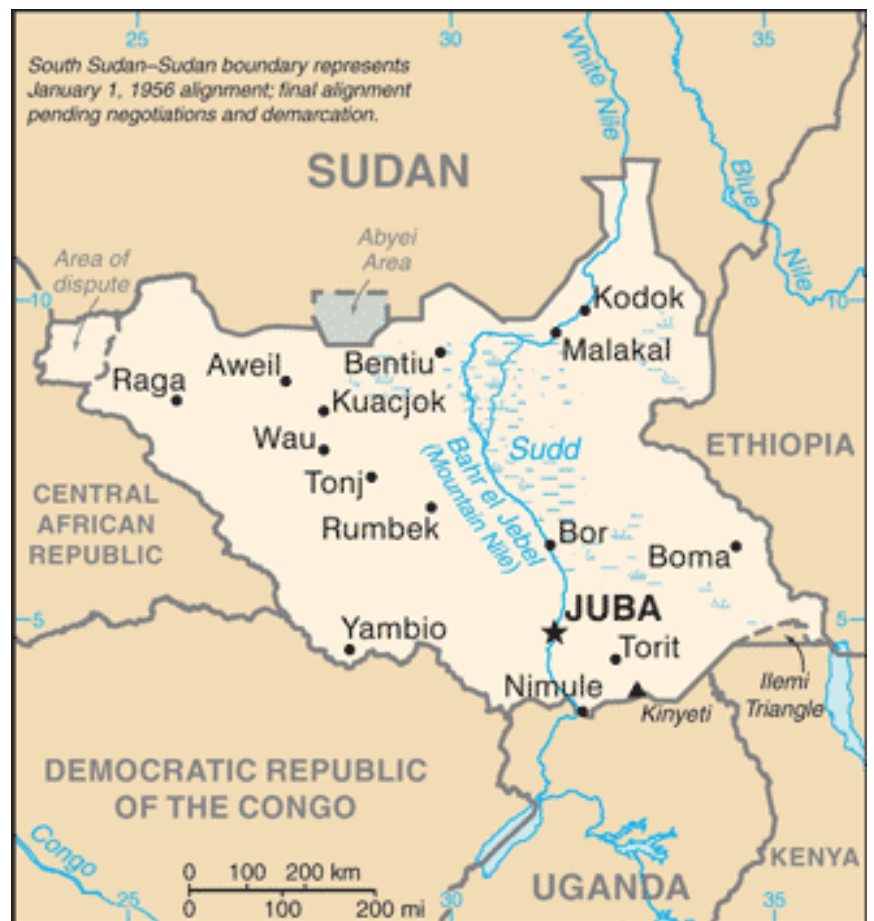 25
30
35
South Sudan–Sudan boundary represents
January 1, 1956 alignment; final alignment
pending negotiations and demarcation.
White Nile
SUDAN
Blue
Nile
Abyei
Area
Area of
dispute
10
10
Kodok
Malakal
Aweil
Bentiu
Raga
Kuacjok
Wau
Sudd
ETHIOPIA
Tonj
Bahr el Jebel
(Mountain Nile)
CENTRAL
AFRICAN
REPUBLIC
Rumbek
Bor
Boma
5
JUBA
5
Yambio
Torit
Nimule
Kinyeti
Ilemi
Triangle
DEMOCRATIC REPUBLIC
OF THE CONGO
Congo
KENYA
0 100 200 km
UGANDA
0 100 200 mi
25
30
35